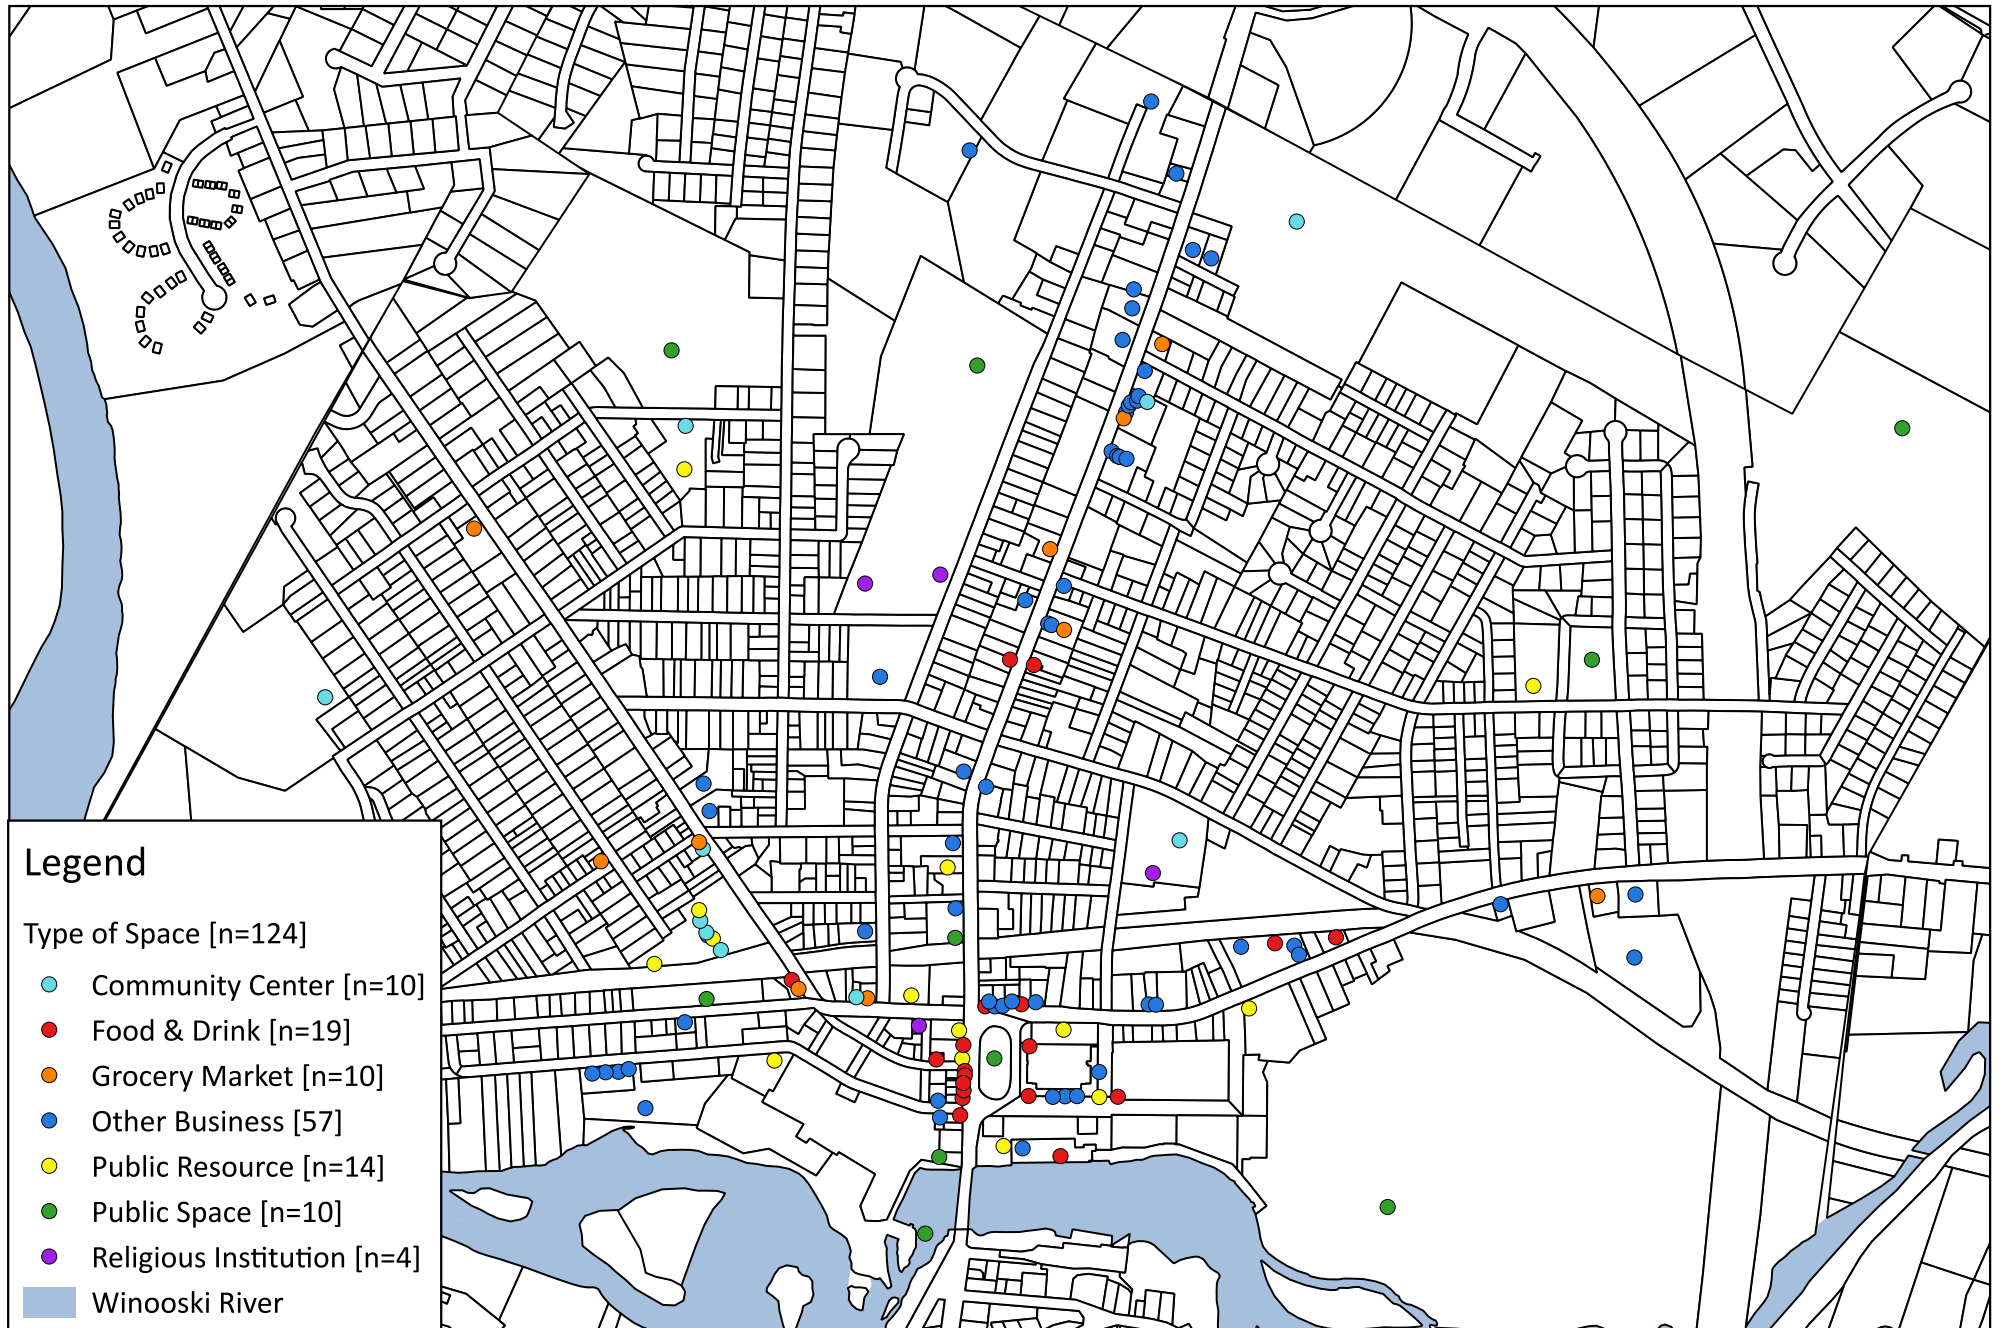 Legend
Type of Space [n=124]
Community Center [n=10]
Food & Drink [n=19]
Grocery Market [n=10]
Other Business [57]
Public Resource [n=14]
Public Space [n=10]
Religious Institution [n=4]
Winooski River